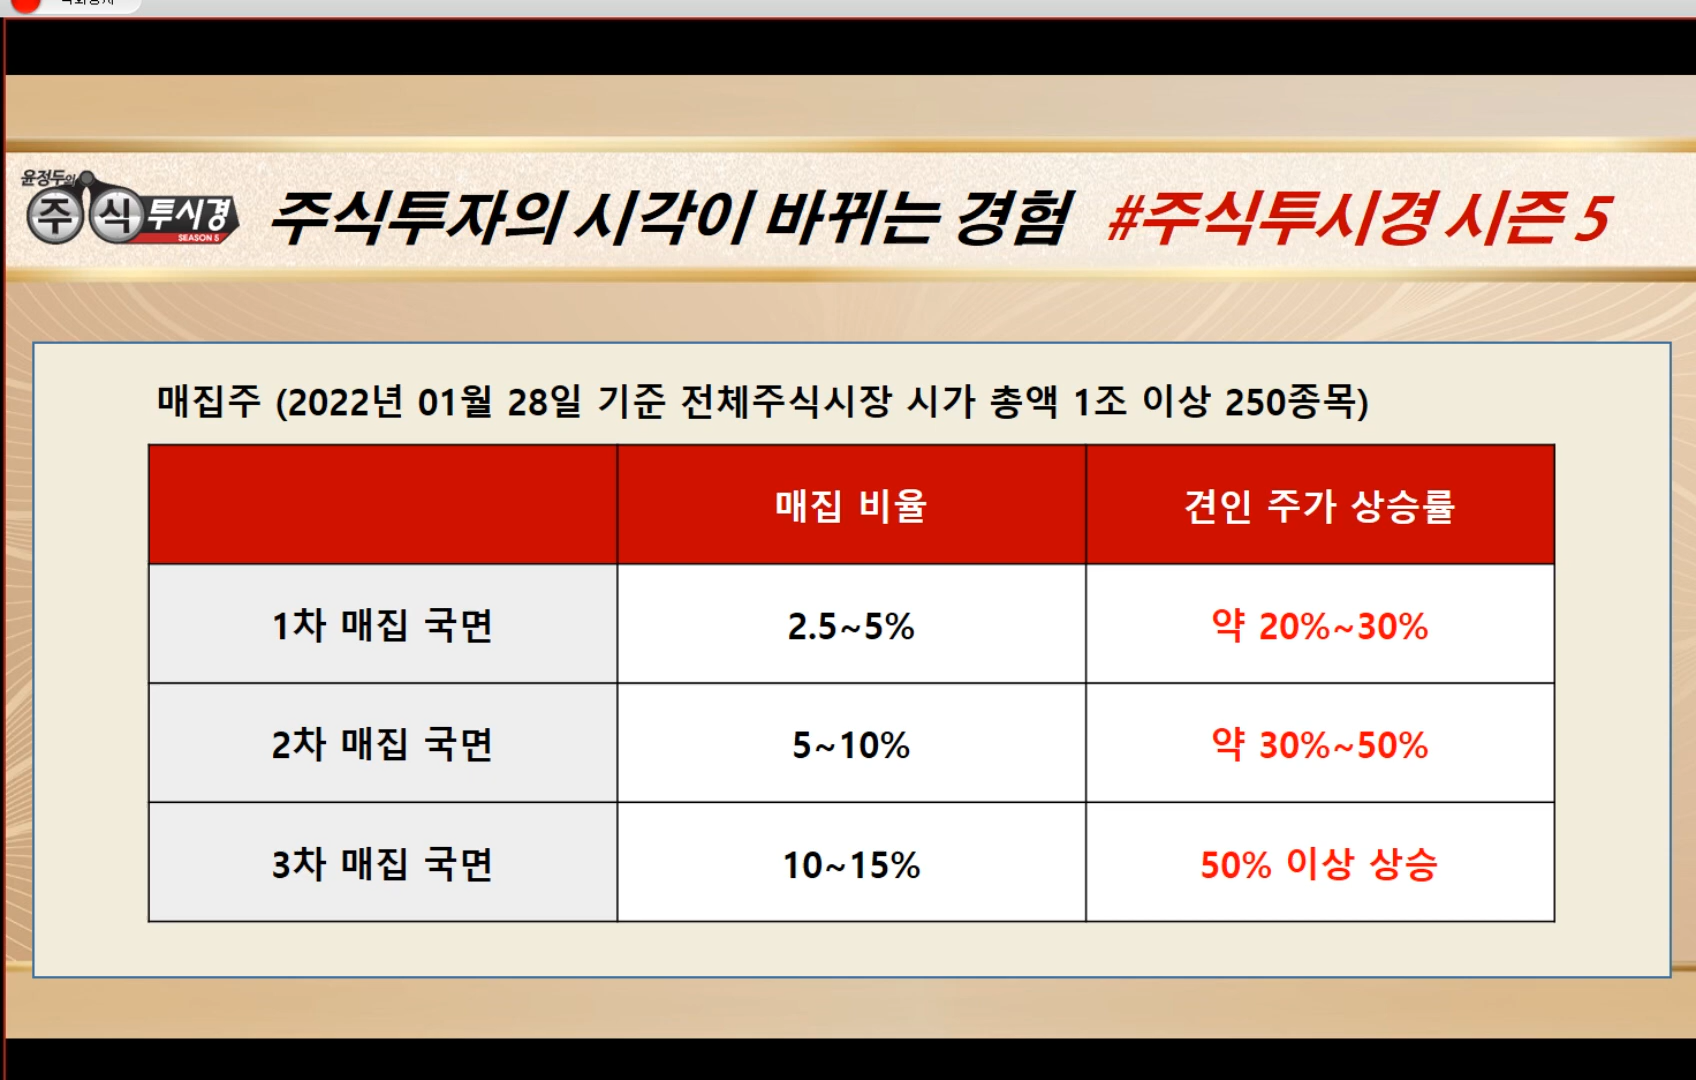 윤정두의
주식 투시경
SEASON 5
주식투자의 시각이 바뀌는 경험 #주식투시경 시즌 5
매집주 (2022년 01월 28일 기준 전체주식시장 시가 총액 1조 이상 250종목)
매집 비율 견인 주가 상승률
1차 매집 국면 2.5~5% 약 20%~30%
2차 매집 국면 5~10% 약 30%~50%
3차 매집 국면 10~15% 50% 이상 상승